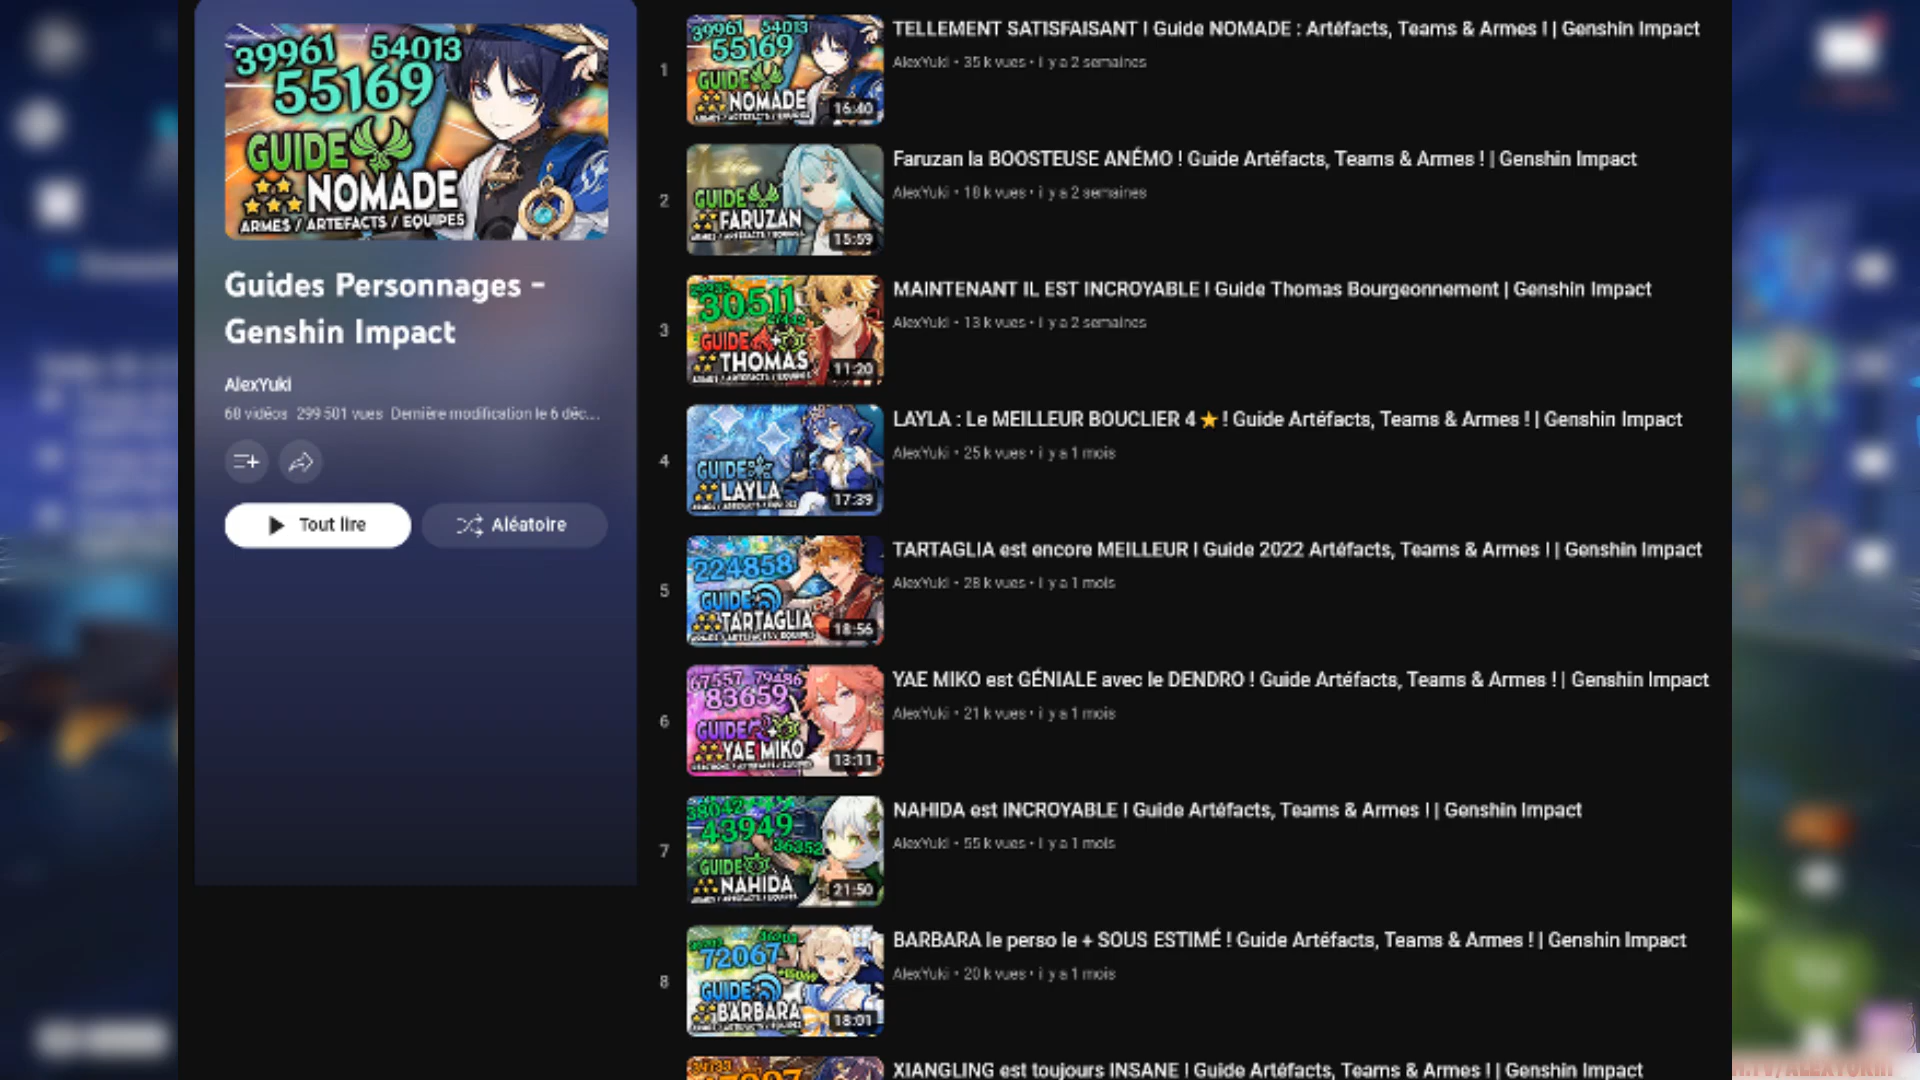 39961 54013
55169
GUIDE
NOMADE
ARMES / ARTEFACTS / EQUIPES
Guides Personnages -
Genshin Impact
AlexYuki
68 vidéos 299 501 vues Dernière modification le 6 déc...
Tout lire
Aléatoire
1
39961 54013
55169
GUIDE
NOMADE
16:40
TELLEMENT SATISFAISANT ! Guide NOMADE : Artéfacts, Teams & Armes ! | Genshin Impact
AlexYuki • 35 k vues • il y a 2 semaines
2
GUIDE
FARUZAN
15:59
Faruzan la BOOSTEUSE ANÉMO ! Guide Artéfacts, Teams & Armes ! | Genshin Impact
AlexYuki • 18 k vues • il y a 2 semaines
3
30511
GUIDE
THOMAS
11:20
MAINTENANT IL EST INCROYABLE ! Guide Thomas Bourgeonnement | Genshin Impact
AlexYuki • 13 k vues • il y a 2 semaines
4
GUIDE
LAYLA
17:39
LAYLA : Le MEILLEUR BOUCLIER 4 ⭐ ! Guide Artéfacts, Teams & Armes ! | Genshin Impact
AlexYuki • 25 k vues • il y a 1 mois
5
224858
GUIDE
TARTAGLIA
18:56
TARTAGLIA est encore MEILLEUR ! Guide 2022 Artéfacts, Teams & Armes ! | Genshin Impact
AlexYuki • 28 k vues • il y a 1 mois
6
67557 79486
83659
GUIDE
YAE MIKO
13:11
YAE MIKO est GÉNIALE avec le DENDRO ! Guide Artéfacts, Teams & Armes ! | Genshin Impact
AlexYuki • 21 k vues • il y a 1 mois
7
38042
43949
36352
GUIDE
NAHIDA
21:50
NAHIDA est INCROYABLE ! Guide Artéfacts, Teams & Armes ! | Genshin Impact
AlexYuki • 55 k vues • il y a 1 mois
8
72067
GUIDE
BARBARA
18:01
BARBARA le perso le + SOUS ESTIMÉ ! Guide Artéfacts, Teams & Armes ! | Genshin Impact
AlexYuki • 20 k vues • il y a 1 mois
XIANGLING est toujours INSANE ! Guide Artéfacts, Teams & Armes ! | Genshin Impact